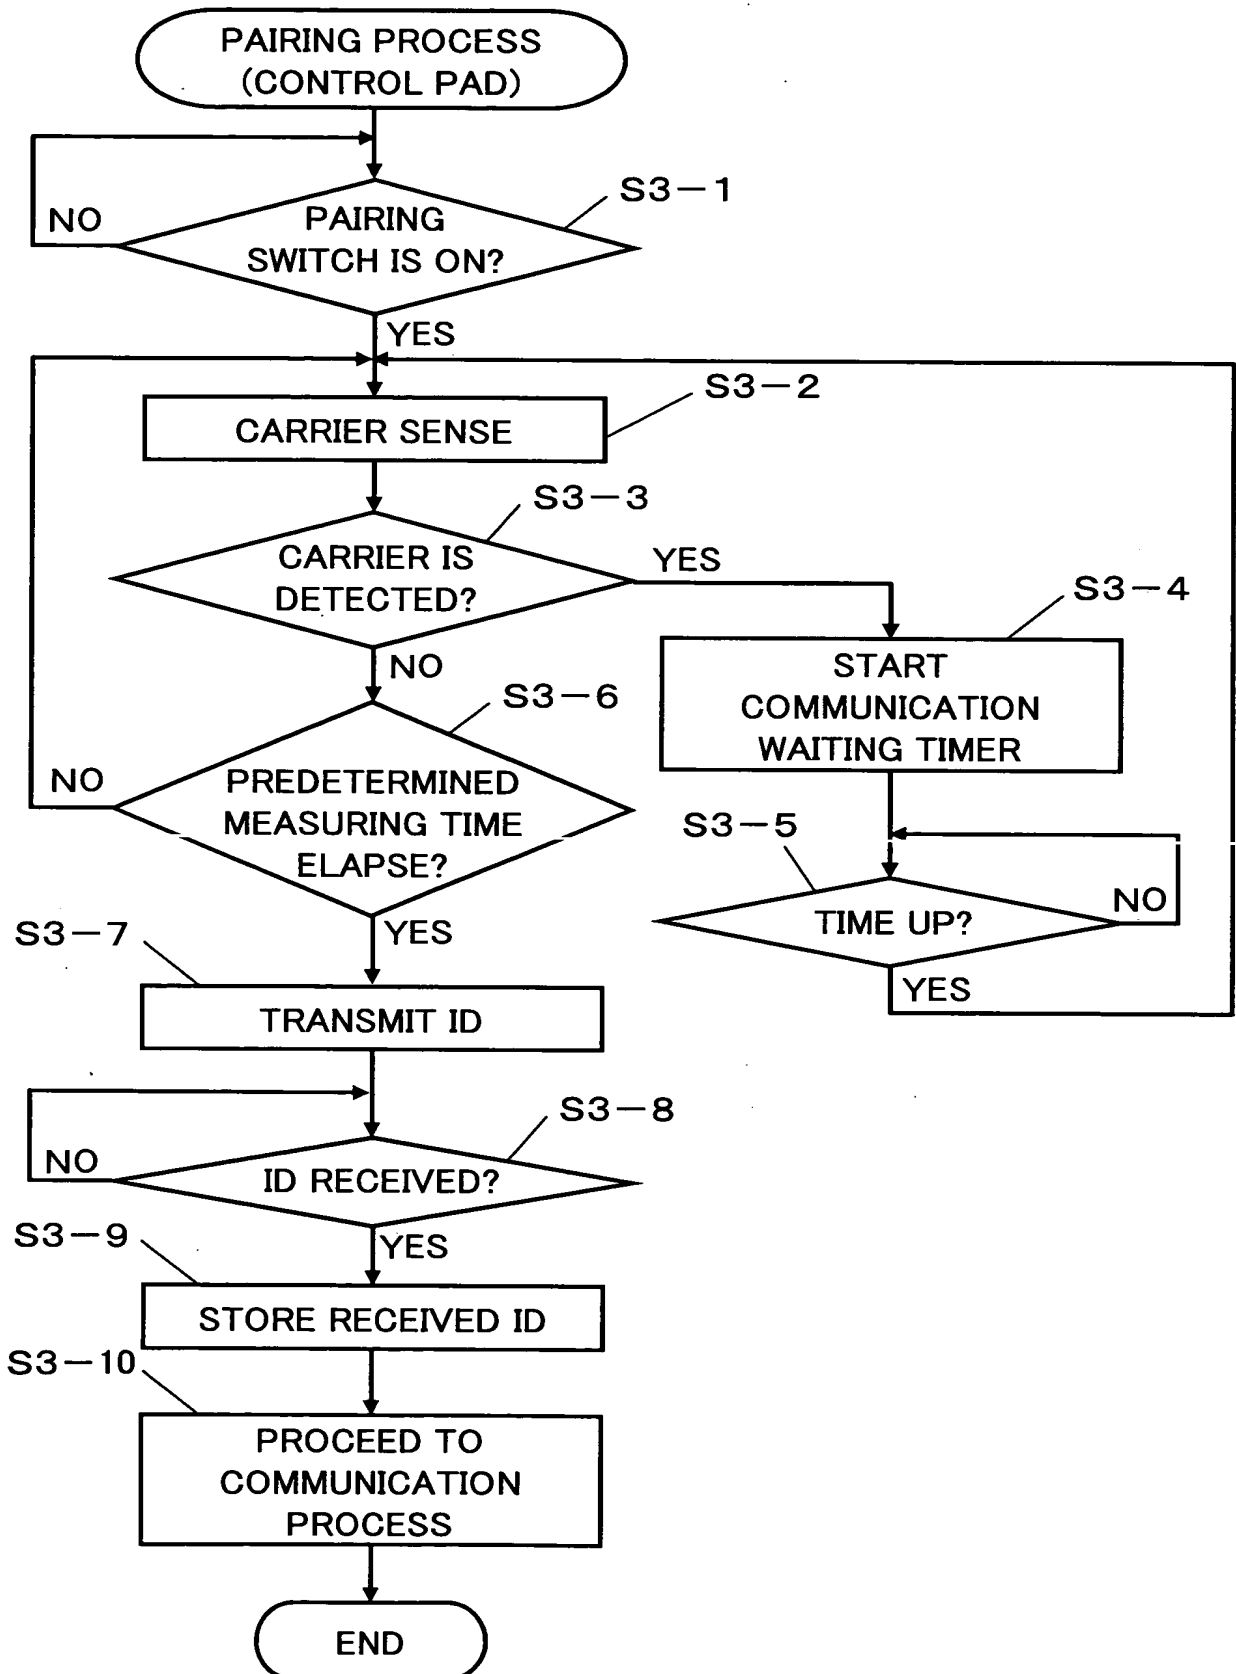 PAIRING PROCESS
(CONTROL PAD)
S3-1
NO
PAIRING
SWITCH IS ON?
YES
S3-2
CARRIER SENSE
S3-3
CARRIER IS
DETECTED?
YES
S3-4
START
COMMUNICATION
WAITING TIMER
NO
S3-6
NO
PREDETERMINED
MEASURING TIME
ELAPSE?
S3-5
TIME UP?
NO
YES
YES
S3-7
TRANSMIT ID
S3-8
NO
ID RECEIVED?
YES
S3-9
STORE RECEIVED ID
S3-10
PROCEED TO
COMMUNICATION
PROCESS
END